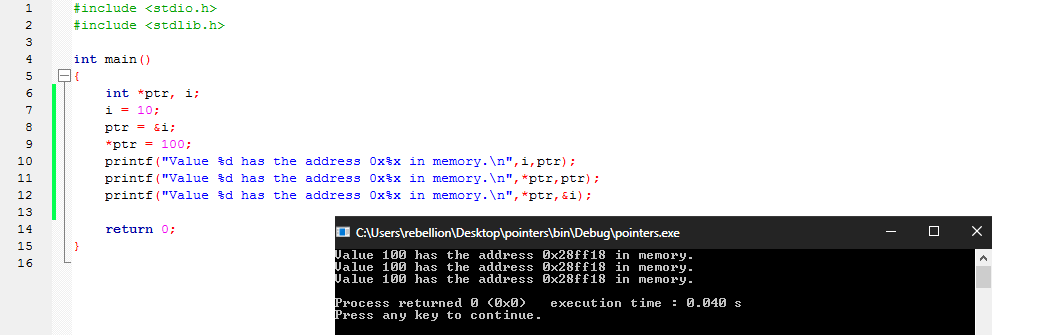 1 #include <stdio.h>
2 #include <stdlib.h>
3
4 int main()
5 {
6 int *ptr, i;
7 i = 10;
8 ptr = &i;
9 *ptr = 100;
10 printf("Value %d has the address 0x%x in memory.\n",i,ptr);
11 printf("Value %d has the address 0x%x in memory.\n",*ptr,ptr);
12 printf("Value %d has the address 0x%x in memory.\n",*ptr,&i);
13
14 return 0;
15 }
16
C:\Users\rebellion\Desktop\pointers\bin\Debug\pointers.exe
Value 100 has the address 0x28ff18 in memory.
Value 100 has the address 0x28ff18 in memory.
Value 100 has the address 0x28ff18 in memory.
Process returned 0 (0x0) execution time : 0.040 s
Press any key to continue.